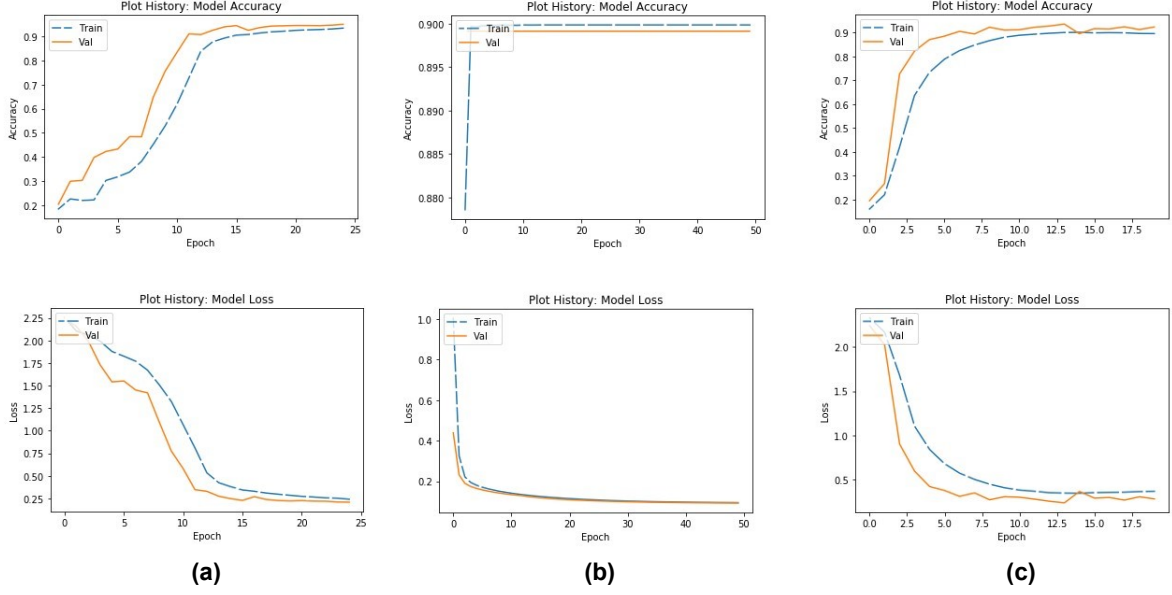 Plot History: Model Accuracy
Train
Val
Accuracy
0.9
0.8
0.7
0.6
0.5
0.4
0.3
0.2
0
5
10
15
20
25
Epoch
Plot History: Model Accuracy
Train
Val
Accuracy
0.900
0.895
0.890
0.885
0.880
0
10
20
30
40
50
Epoch
Plot History: Model Accuracy
Train
Val
Accuracy
0.9
0.8
0.7
0.6
0.5
0.4
0.3
0.2
0.0
2.5
5.0
7.5
10.0
12.5
15.0
17.5
Epoch
Plot History: Model Loss
Train
Val
Loss
2.25
2.00
1.75
1.50
1.25
1.00
0.75
0.50
0.25
0
5
10
15
20
25
Epoch
Plot History: Model Loss
Train
Val
Loss
1.0
0.8
0.6
0.4
0.2
0
10
20
30
40
50
Epoch
Plot History: Model Loss
Train
Val
Loss
2.0
1.5
1.0
0.5
0.0
2.5
5.0
7.5
10.0
12.5
15.0
17.5
Epoch
(a)
(b)
(c)